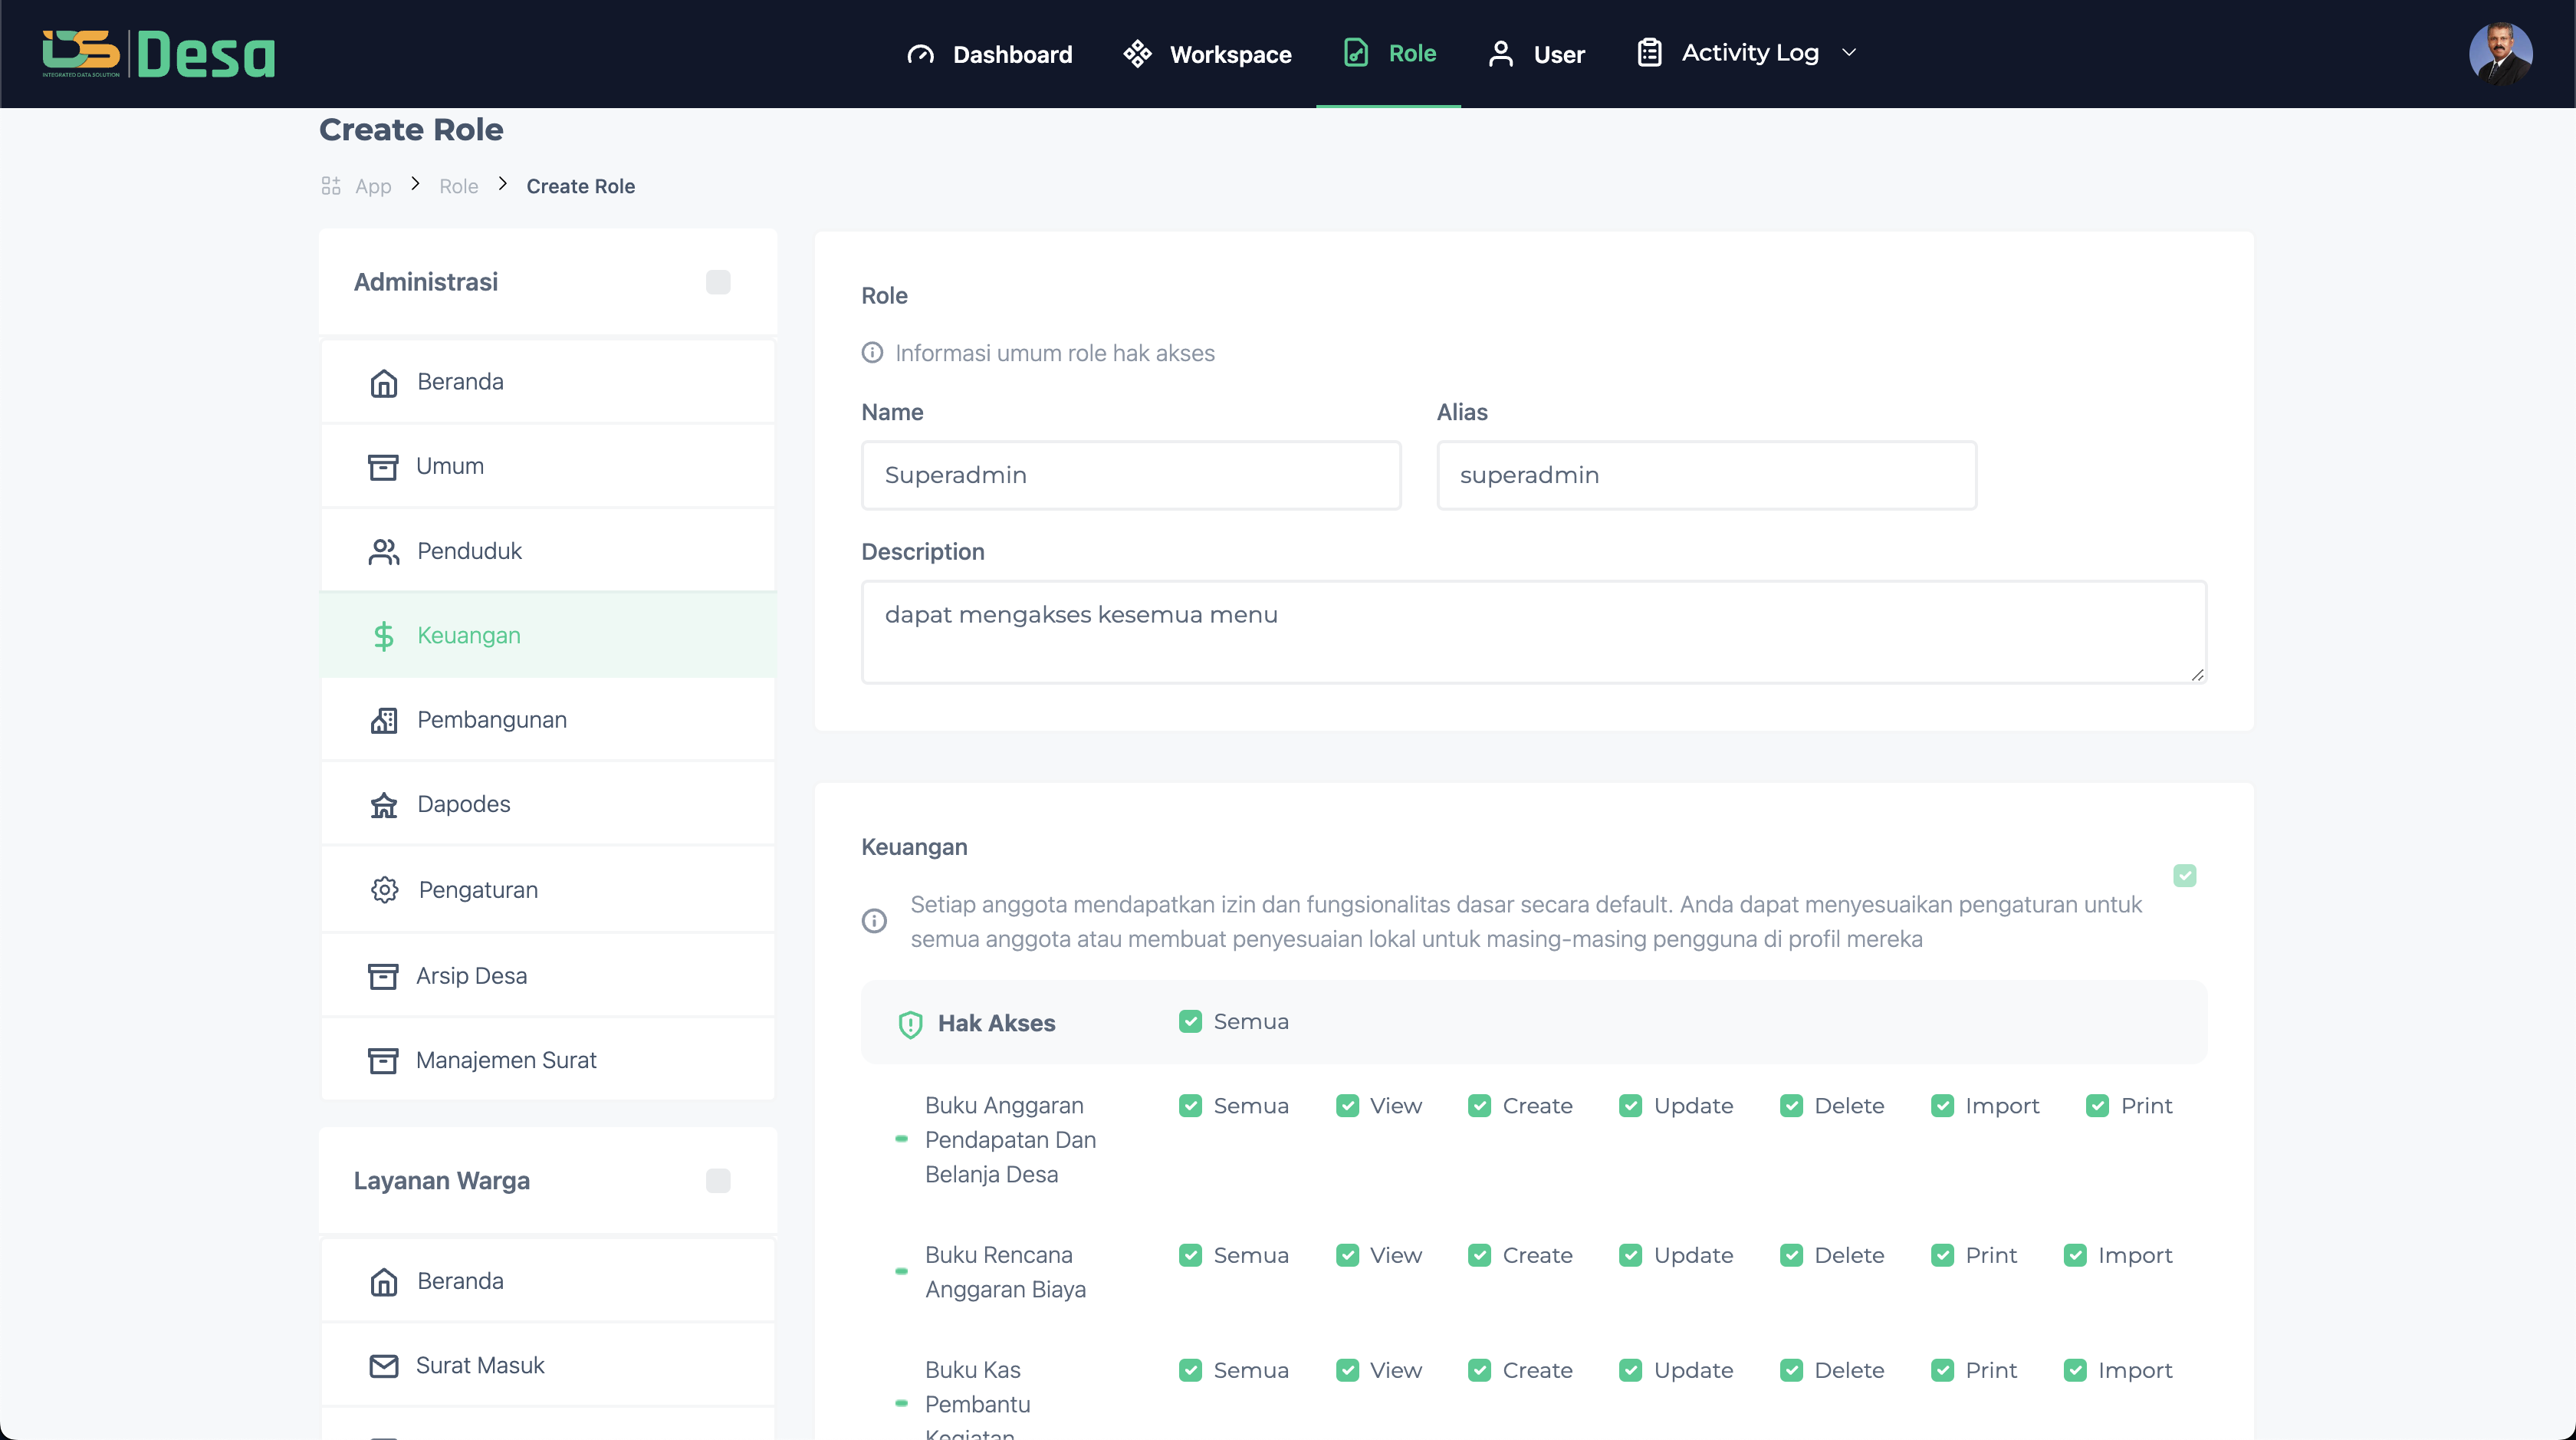 IDS Desa
INTEGRATED DATA SOLUTION
Dashboard
Workspace
Role
User
Activity Log
Create Role
App > Role > Create Role
Administrasi
Beranda
Umum
Penduduk
Keuangan
Pembangunan
Dapodes
Pengaturan
Arsip Desa
Manajemen Surat
Layanan Warga
Beranda
Surat Masuk
Role
Informasi umum role hak akses
Name
Alias
Superadmin
superadmin
Description
dapat mengakses kesemua menu
Keuangan
Setiap anggota mendapatkan izin dan fungsionalitas dasar secara default. Anda dapat menyesuaikan pengaturan untuk
semua anggota atau membuat penyesuaian lokal untuk masing-masing pengguna di profil mereka
Hak Akses
Semua
Buku Anggaran
Pendapatan Dan
Belanja Desa
Semua View Create Update Delete Import Print
Buku Rencana
Anggaran Biaya
Semua View Create Update Delete Print Import
Buku Kas
Pembantu
Kegiatan
Semua View Create Update Delete Print Import